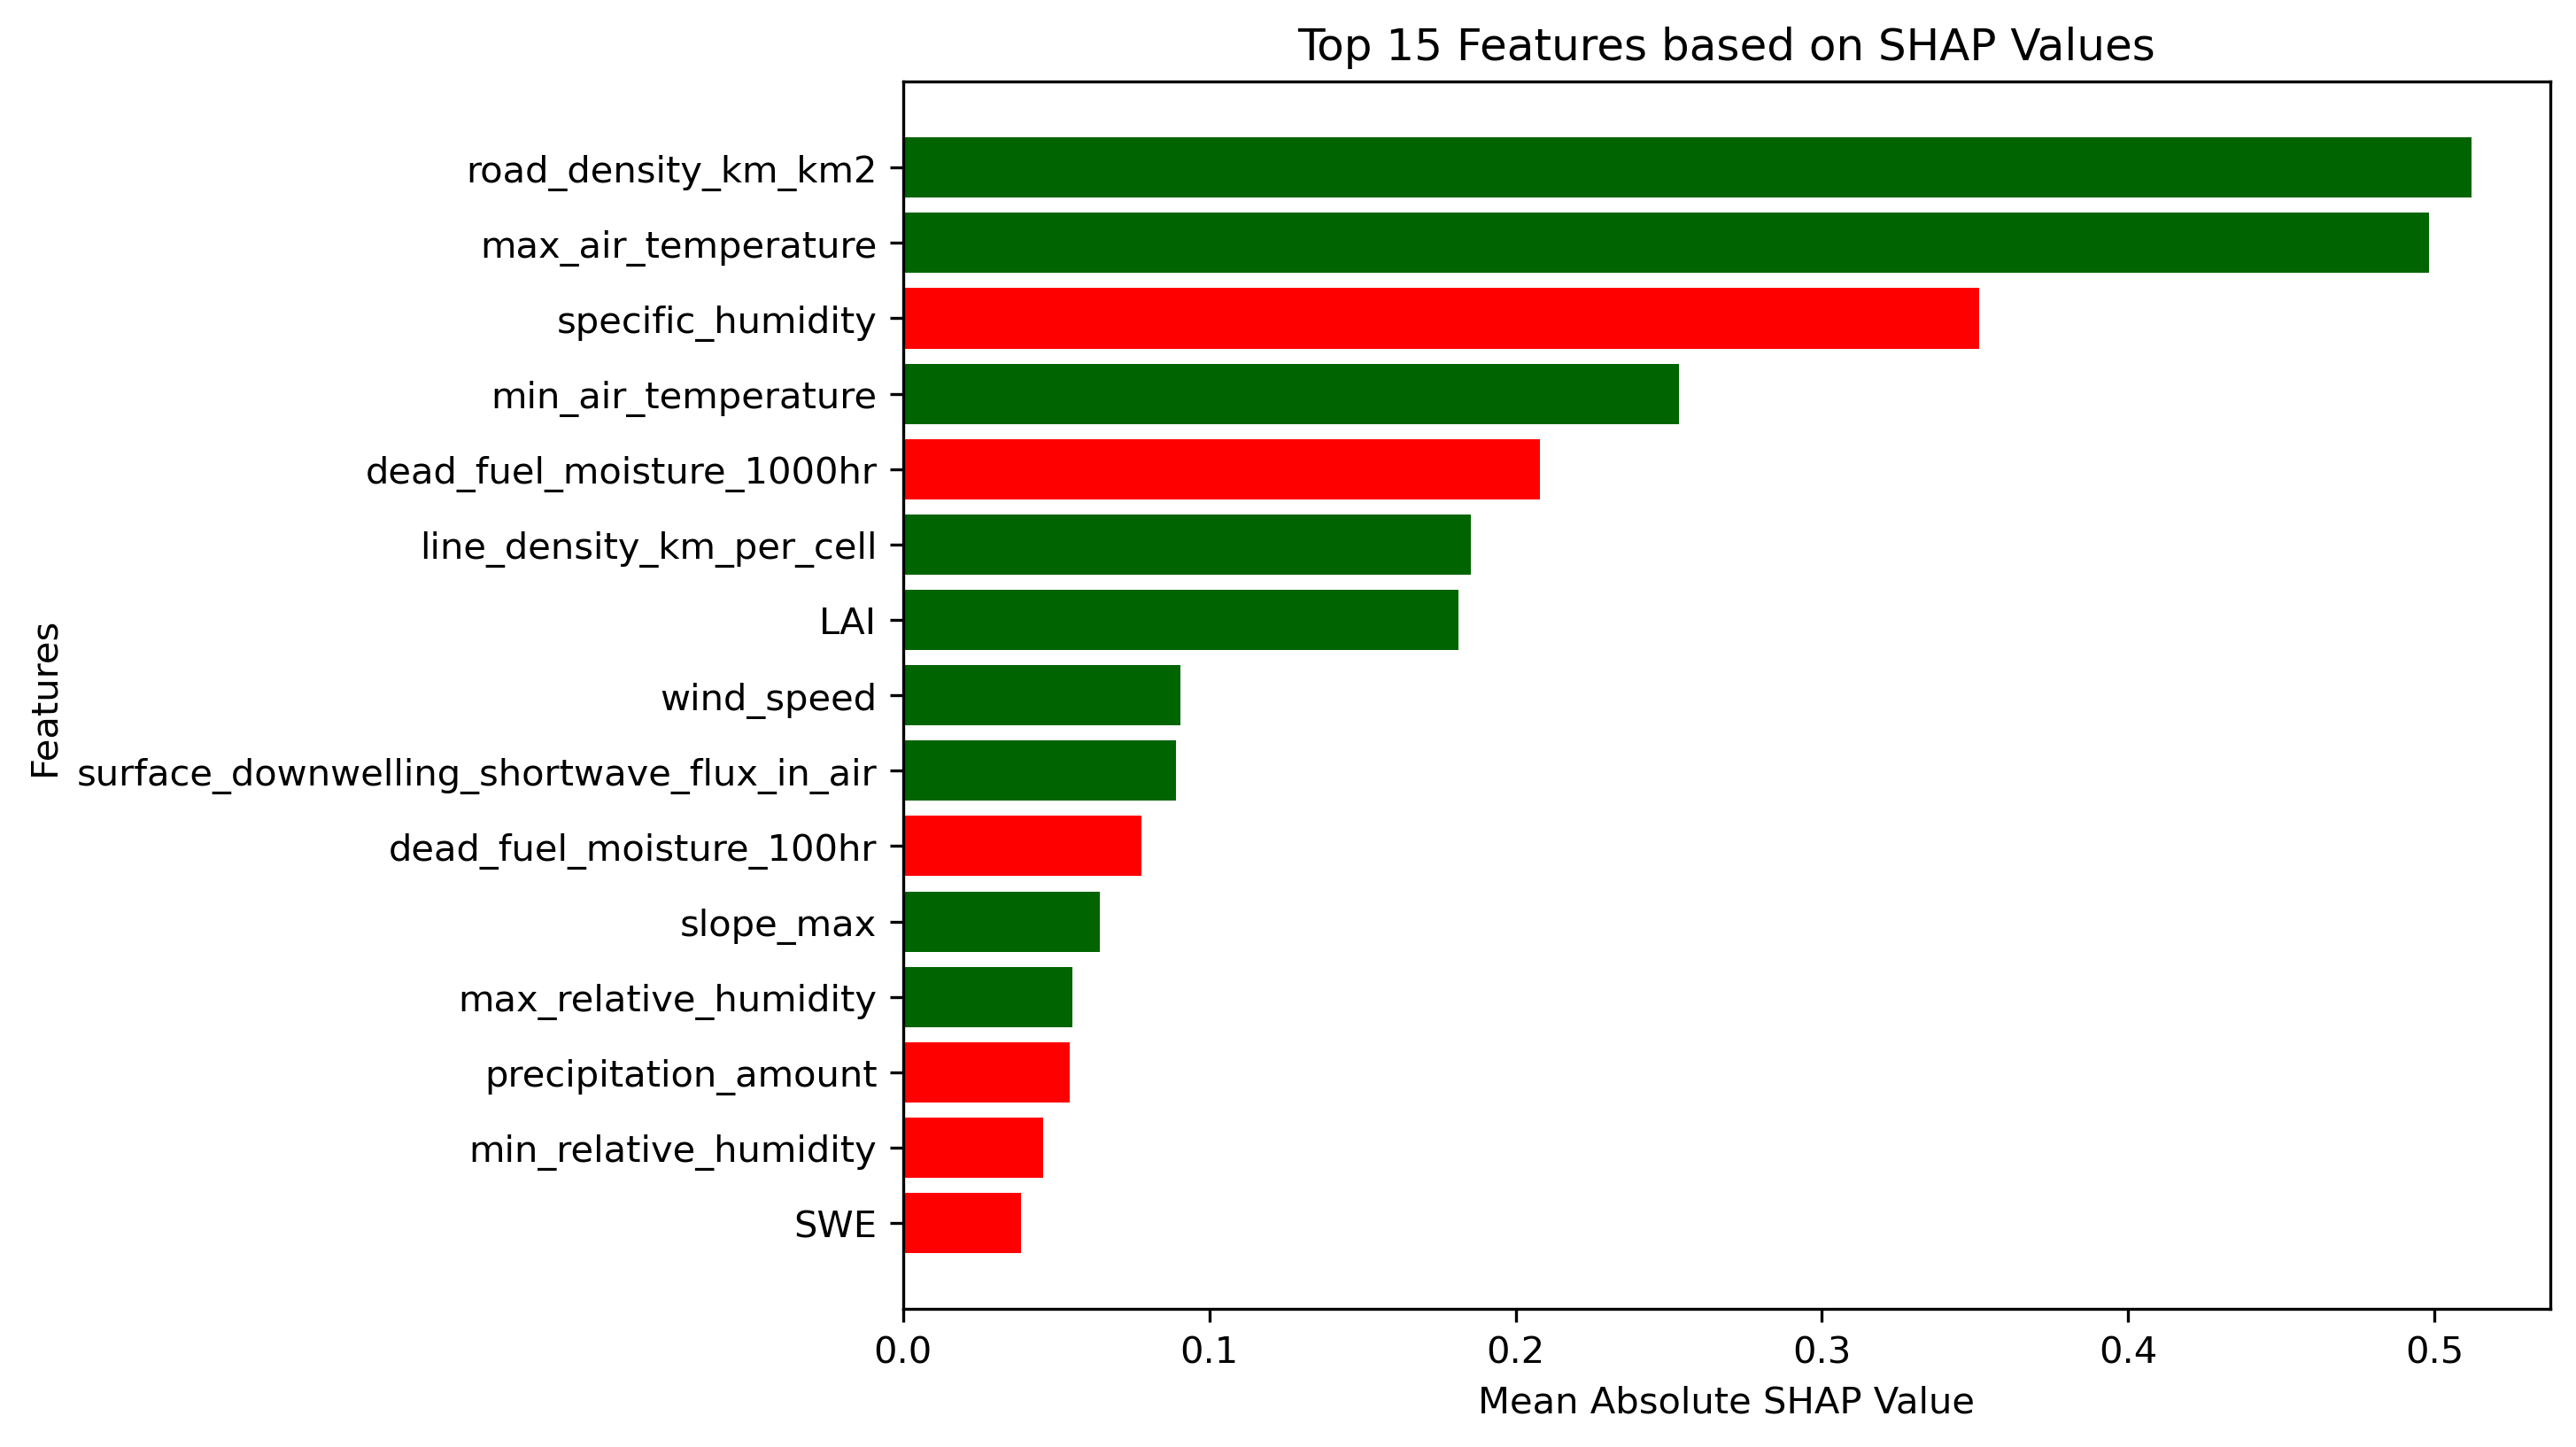 Top 15 Features based on SHAP Values
Features
road_density_km_km2
max_air_temperature
specific_humidity
min_air_temperature
dead_fuel_moisture_1000hr
line_density_km_per_cell
LAI
wind_speed
surface_downwelling_shortwave_flux_in_air
dead_fuel_moisture_100hr
slope_max
max_relative_humidity
precipitation_amount
min_relative_humidity
SWE
0.0 0.1 0.2 0.3 0.4 0.5
Mean Absolute SHAP Value